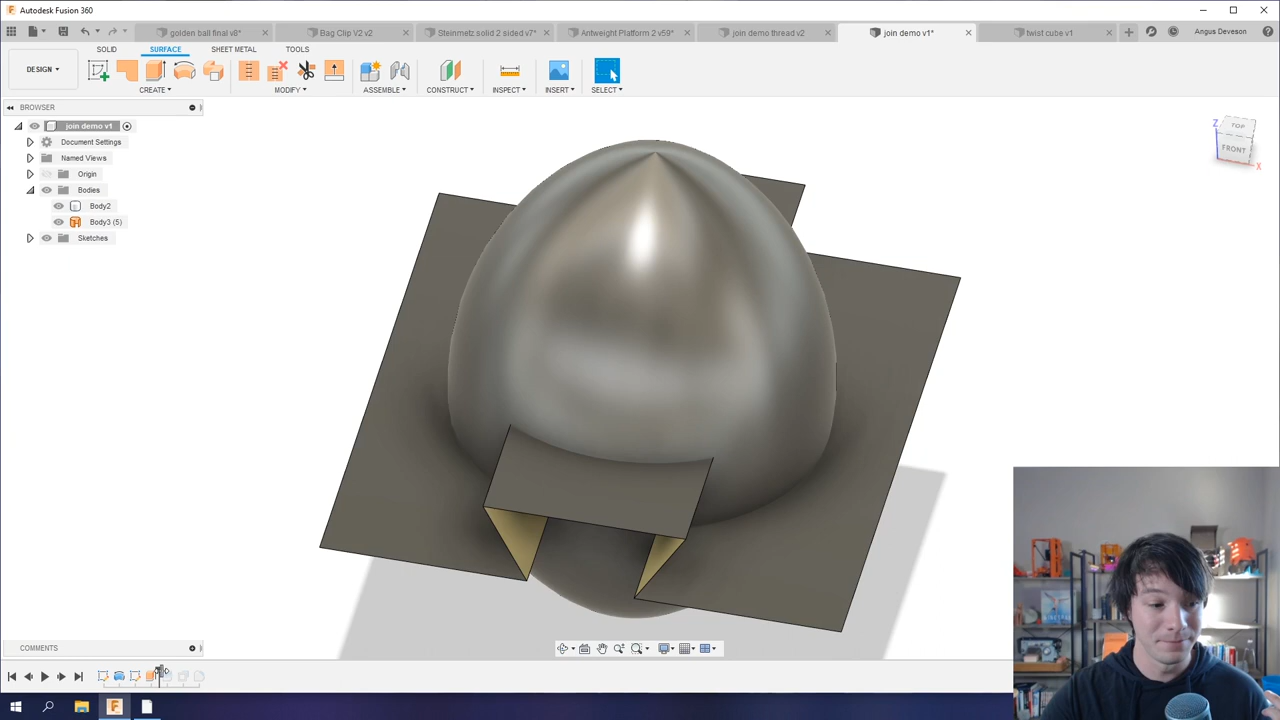 Autodesk Fusion 360
golden ball final v8*
Bag Clip V2 v2
Steinmetz solid 2 sided v7*
Antweight Platform 2 v59*
join demo thread v2
join demo v1*
twist cube v1
Angus Deveson
SOLID
SURFACE
SHEET METAL
TOOLS
DESIGN
CREATE
MODIFY
ASSEMBLE
CONSTRUCT
INSPECT
INSERT
SELECT
BROWSER
join demo v1
Document Settings
Named Views
Origin
Bodies
Body2
Body3 (5)
Sketches
TOP
FRONT
Z
X
COMMENTS